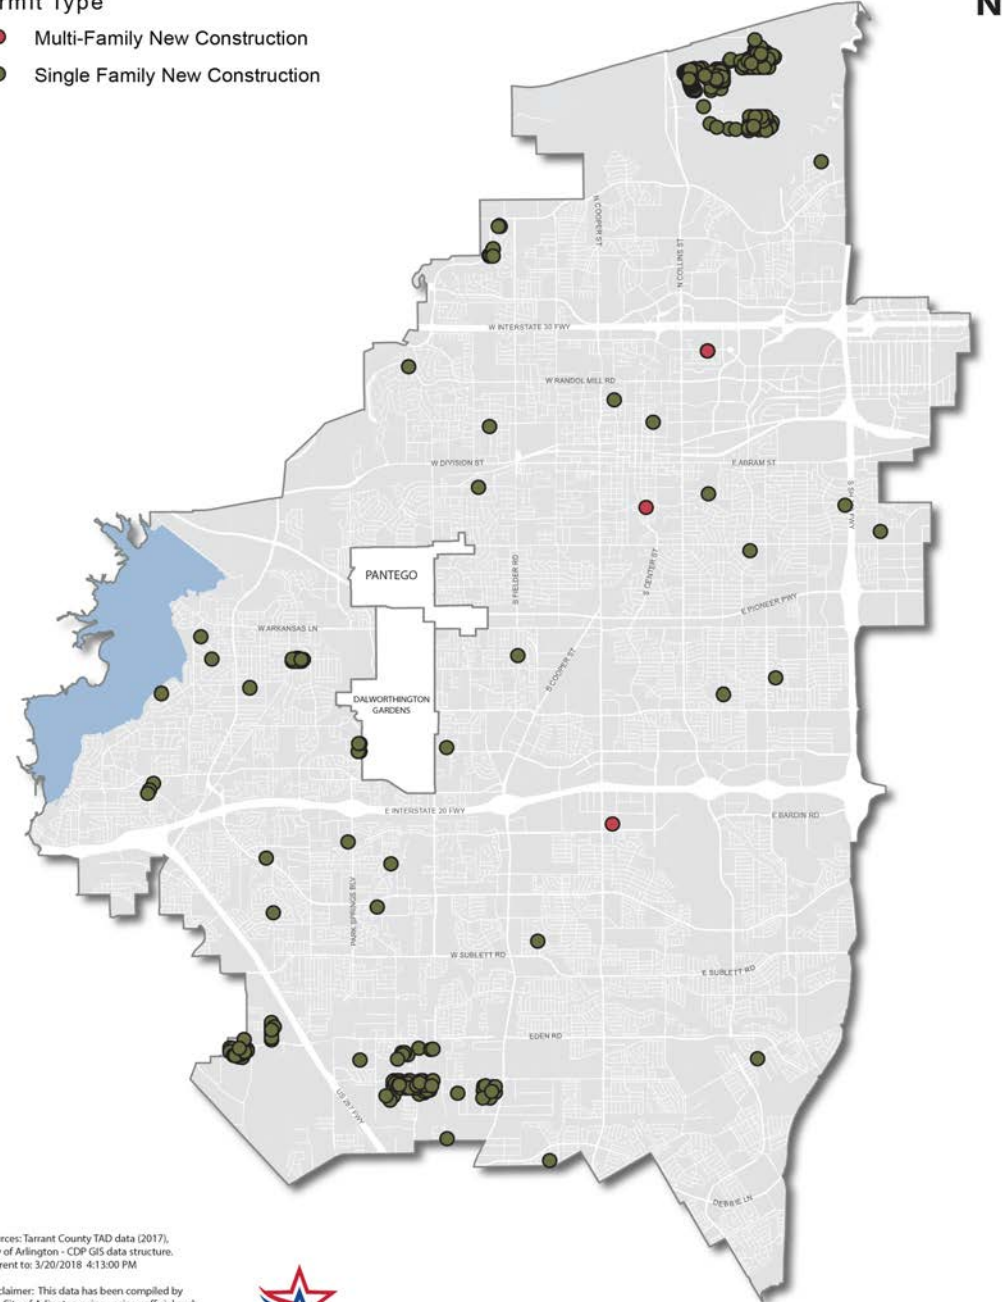 rmit Type
N
Multi-Family New Construction
Single Family New Construction
N COOPER ST
N COLLINS ST
W INTERSTATE 30 FWY
W RANDOL MILL RD
W DIVISION ST
E ABRAM ST
FWY
PANTEGO
S FIELDER RD
S CENTER ST
E PIONEER PWY
W ARKANSAS LN
S COOPER ST
DALWORTHINGTON
GARDENS
E INTERSTATE 20 FWY
E BARDIN RD
PARK SPRINGS BLV
W SUBLETT RD
E SUBLETT RD
EDEN RD
US 287 FWY
DEBBIE LN
rces: Tarrant County TAD data (2017),
of Arlington - CDP GIS data structure.
rent to: 3/20/2018 4:13:00 PM
laimer: This data has been compiled by